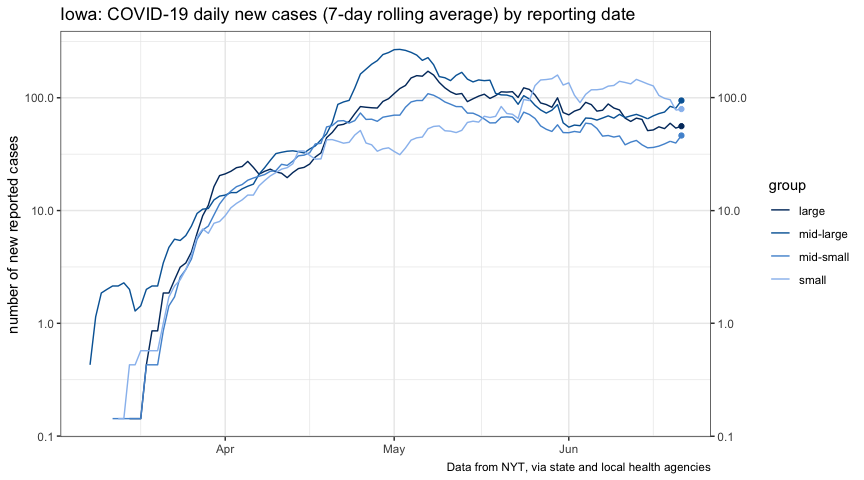 Iowa: COVID-19 daily new cases (7-day rolling average) by reporting date
number of new reported cases
100.0
10.0
1.0
0.1
100.0
10.0
1.0
0.1
Apr
May
Jun
group
large
mid-large
mid-small
small
Data from NYT, via state and local health agencies